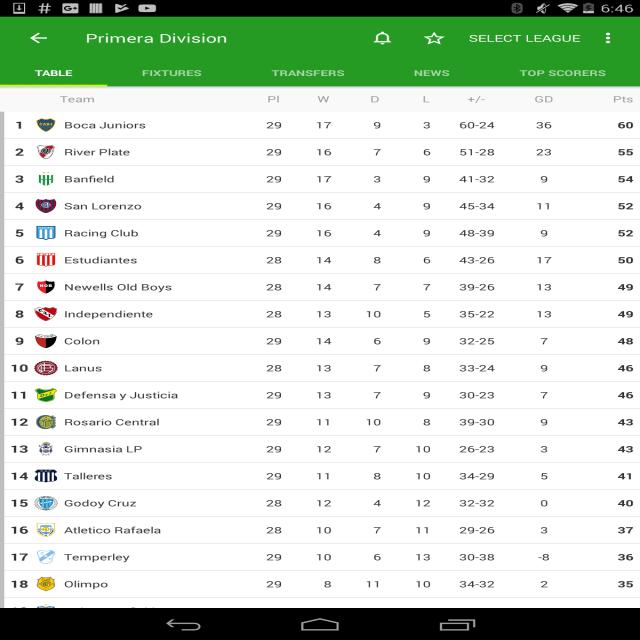 6:46
Primera Division SELECT LEAGUE
TABLE FIXTURES TRANSFERS NEWS TOP SCORERS
Team Pl W D L +/- GD Pts
1 Boca Juniors 29 17 9 3 60-24 36 60
2 River Plate 29 16 7 6 51-28 23 55
3 Banfield 29 17 3 9 41-32 9 54
4 San Lorenzo 29 16 4 9 45-34 11 52
5 Racing Club 29 16 4 9 48-39 9 52
6 Estudiantes 28 14 8 6 43-26 17 50
7 Newells Old Boys 28 14 7 7 39-26 13 49
8 Independiente 28 13 10 5 35-22 13 49
9 Colon 29 14 6 9 32-25 7 48
10 Lanus 28 13 7 8 33-24 9 46
11 Defensa y Justicia 29 13 7 9 30-23 7 46
12 Rosario Central 29 11 10 8 39-30 9 43
13 Gimnasia LP 29 12 7 10 26-23 3 43
14 Talleres 29 11 8 10 34-29 5 41
15 Godoy Cruz 28 12 4 12 32-32 0 40
16 Atletico Rafaela 28 10 7 11 29-26 3 37
17 Temperley 29 10 6 13 30-38 -8 36
18 Olimpo 29 8 11 10 34-32 2 35